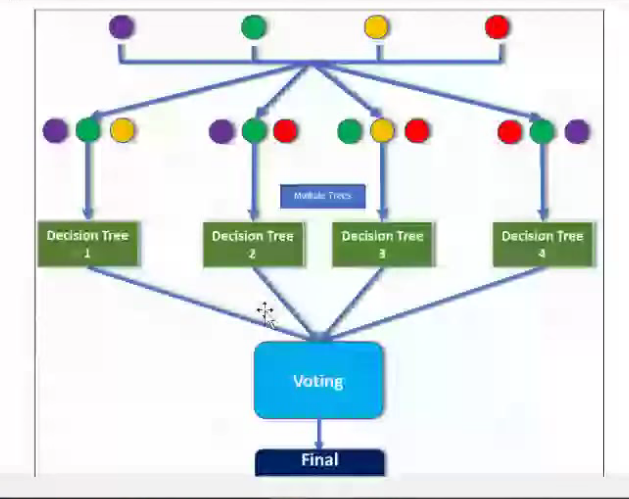 Multiple Trees
Decision Tree
1
Decision Tree
2
Decision Tree
3
Decision Tree
4
Voting
Final